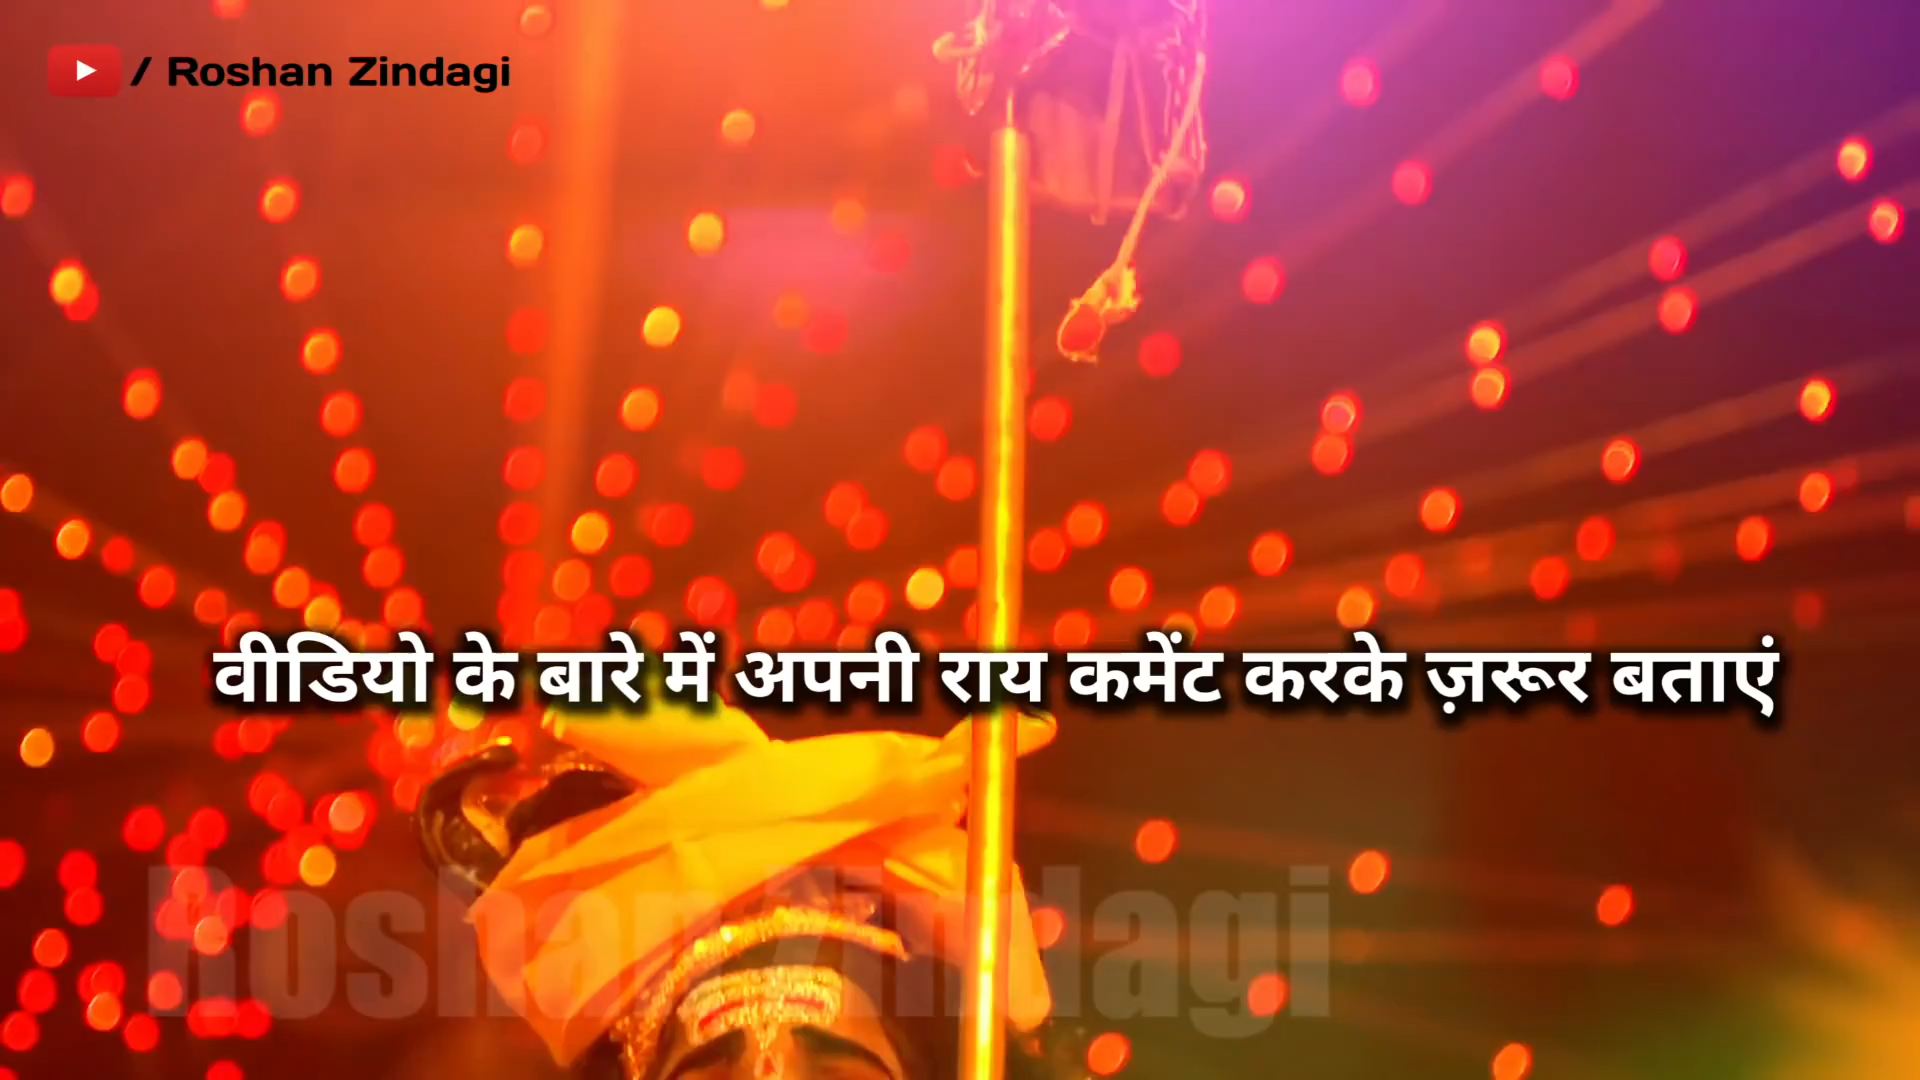 / Roshan Zindagi
वीडियो के बारे में अपनी राय कमेंट करके ज़रूर बताएं
Roshan Zindagi